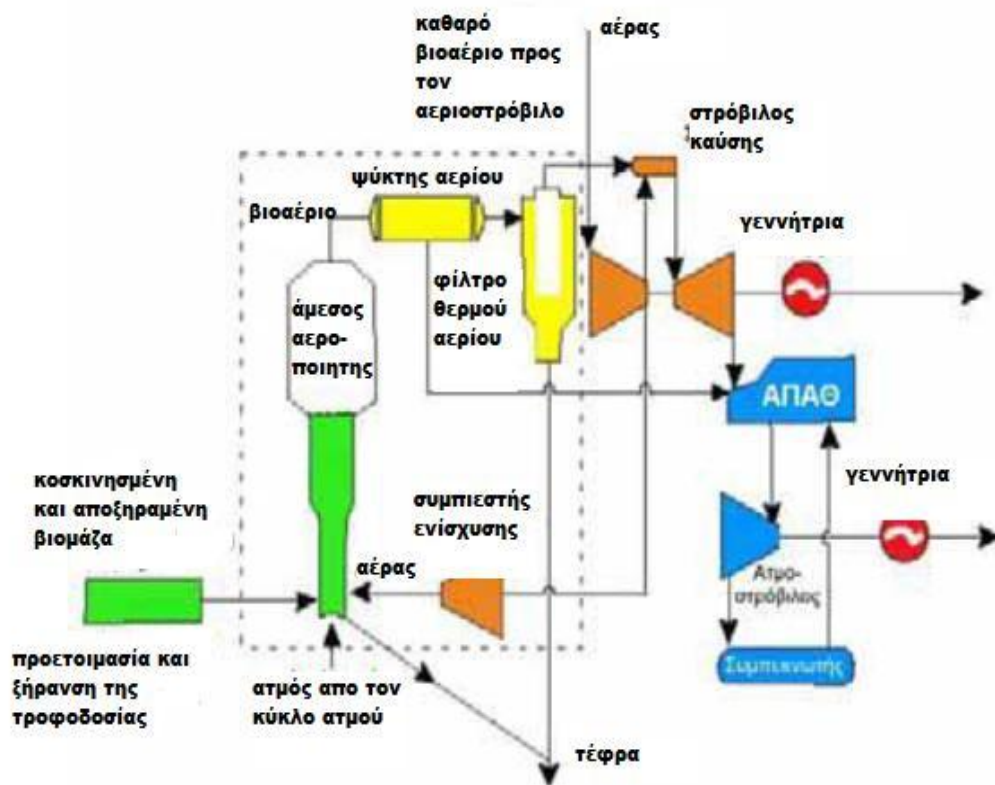 καθαρό
βιοαέριο προς
τον
αεριοστρόβιλο
αέρας
στρόβιλος
καύσης
ψύκτης αερίου
βιοαέριο
γεννήτρια
φίλτρο
θερμού
αερίου
άμεσος
αερο-
ποιητης
ΑΠΑΘ
κοσκινησμένη
και αποξηραμένη
βιομάζα
συμπιεστής
ενίσχυσης
γεννήτρια
αέρας
Ατμο-
στρόβιλος
προετοιμασία και
ξήρανση της
τροφοδοσίας
ατμός απο τον
κύκλο ατμού
Συμπυκνωτής
τέφρα